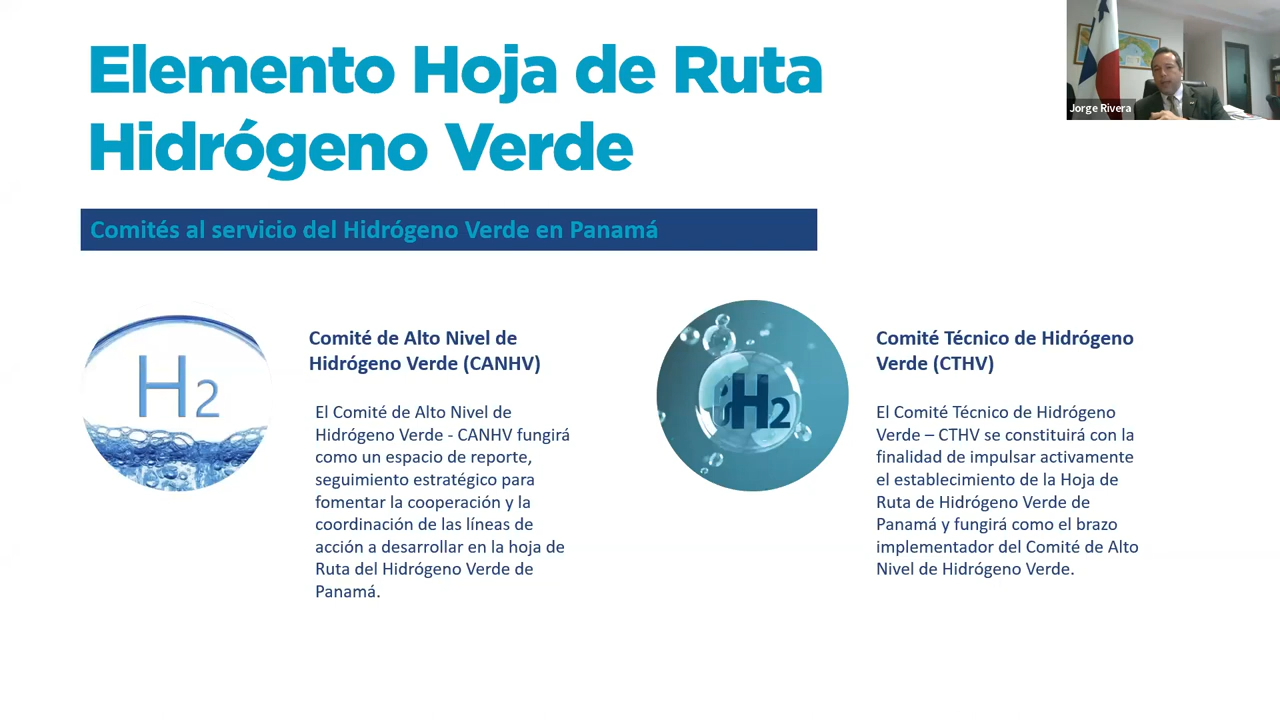 Elemento Hoja de Ruta
Hidrógeno Verde
Jorge Rivera
Comités al servicio del Hidrógeno Verde en Panamá
H2
Comité de Alto Nivel de
Hidrógeno Verde (CANHV)
El Comité de Alto Nivel de
Hidrógeno Verde - CANHV fungirá
como un espacio de reporte,
seguimiento estratégico para
fomentar la cooperación y la
coordinación de las líneas de
acción a desarrollar en la hoja de
Ruta del Hidrógeno Verde de
Panamá.
H2
Comité Técnico de Hidrógeno
Verde (CTHV)
El Comité Técnico de Hidrógeno
Verde – CTHV se constituirá con la
finalidad de impulsar activamente
el establecimiento de la Hoja de
Ruta de Hidrógeno Verde de
Panamá y fungirá como el brazo
implementador del Comité de Alto
Nivel de Hidrógeno Verde.